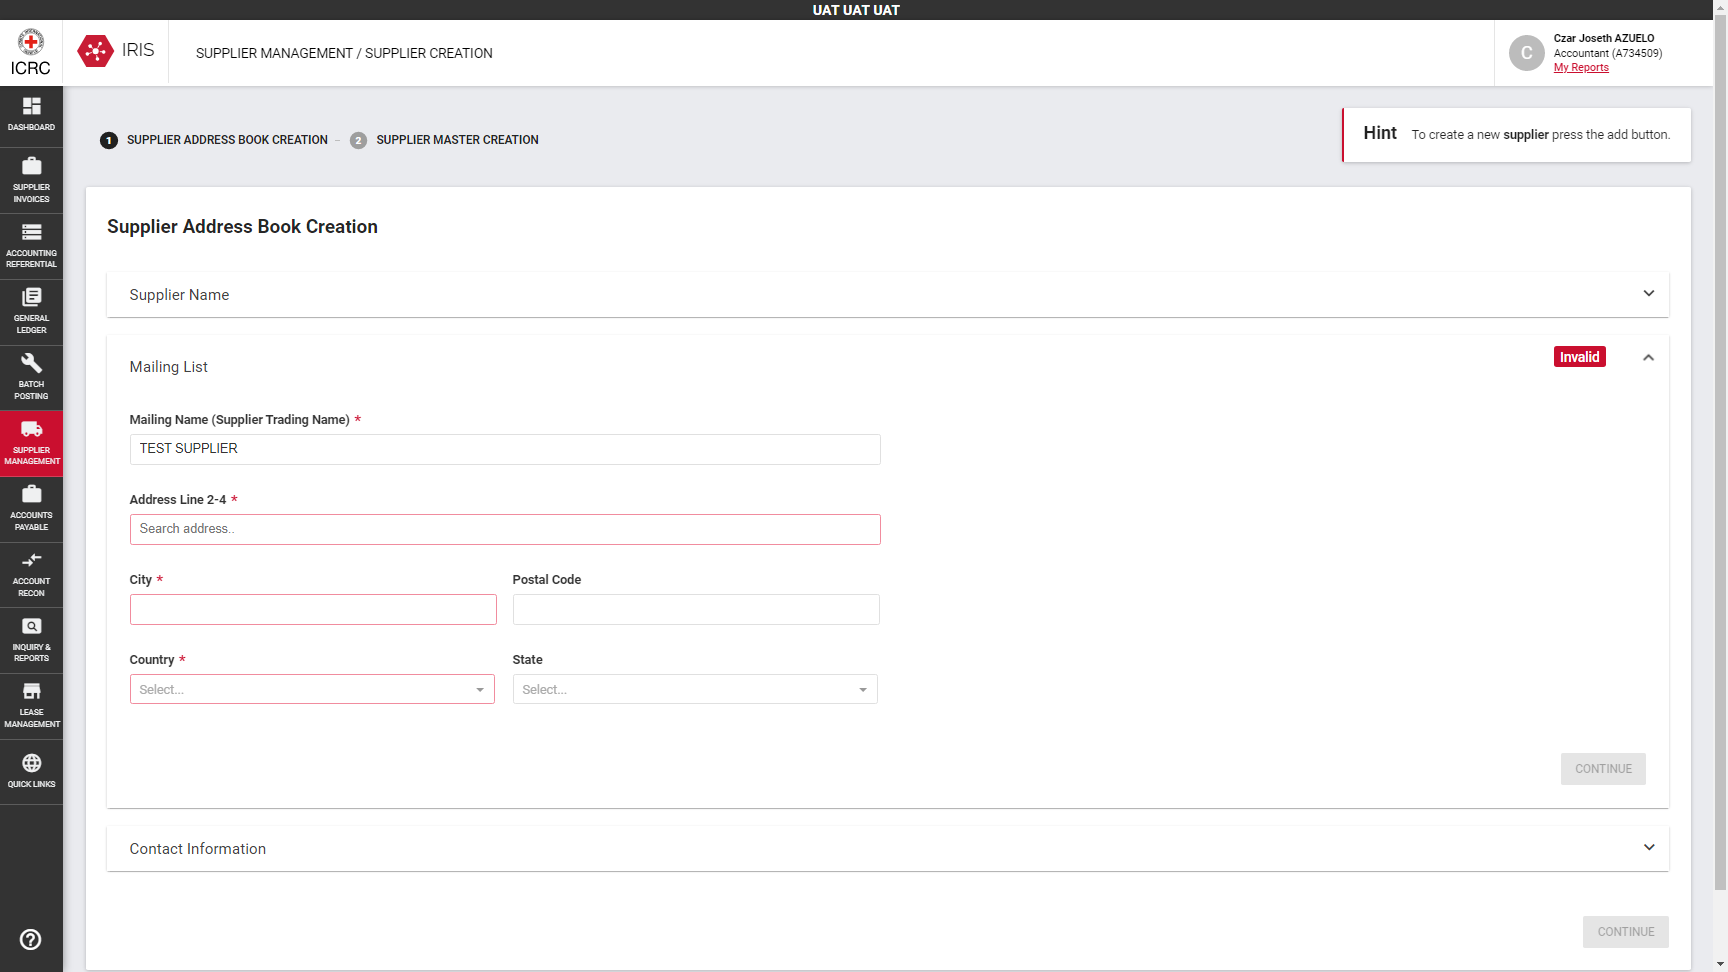 UAT UAT UAT
ICRC
IRIS
SUPPLIER MANAGEMENT / SUPPLIER CREATION
C
Czar Joseth AZUELO
Accountant (A734509)
My Reports
DASHBOARD
SUPPLIER
INVOICES
ACCOUNTING
REFERENTIAL
GENERAL
LEDGER
BATCH
POSTING
SUPPLIER
MANAGEMENT
ACCOUNTS
PAYABLE
ACCOUNT
RECON
INQUIRY &
REPORTS
LEASE
MANAGEMENT
QUICK LINKS
1 SUPPLIER ADDRESS BOOK CREATION – 2 SUPPLIER MASTER CREATION
Hint To create a new supplier press the add button.
Supplier Address Book Creation
Supplier Name
Mailing List
Invalid
Mailing Name (Supplier Trading Name) *
TEST SUPPLIER
Address Line 2-4 *
Search address..
City * Postal Code
Country * State
Select... Select...
CONTINUE
Contact Information
CONTINUE